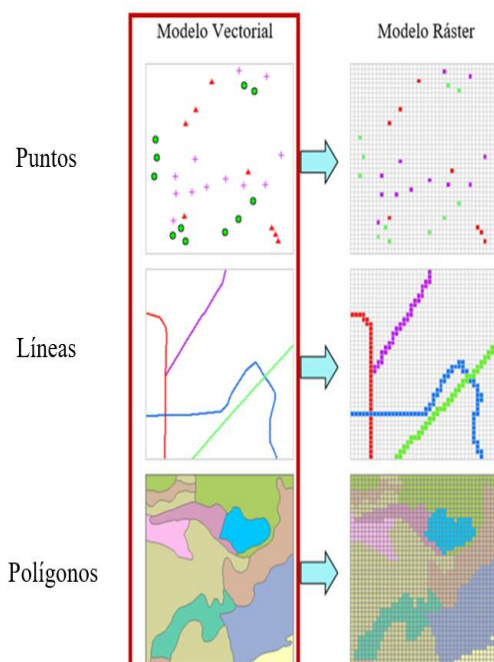 Modelo Vectorial
Modelo Ráster
Puntos
Líneas
Polígonos